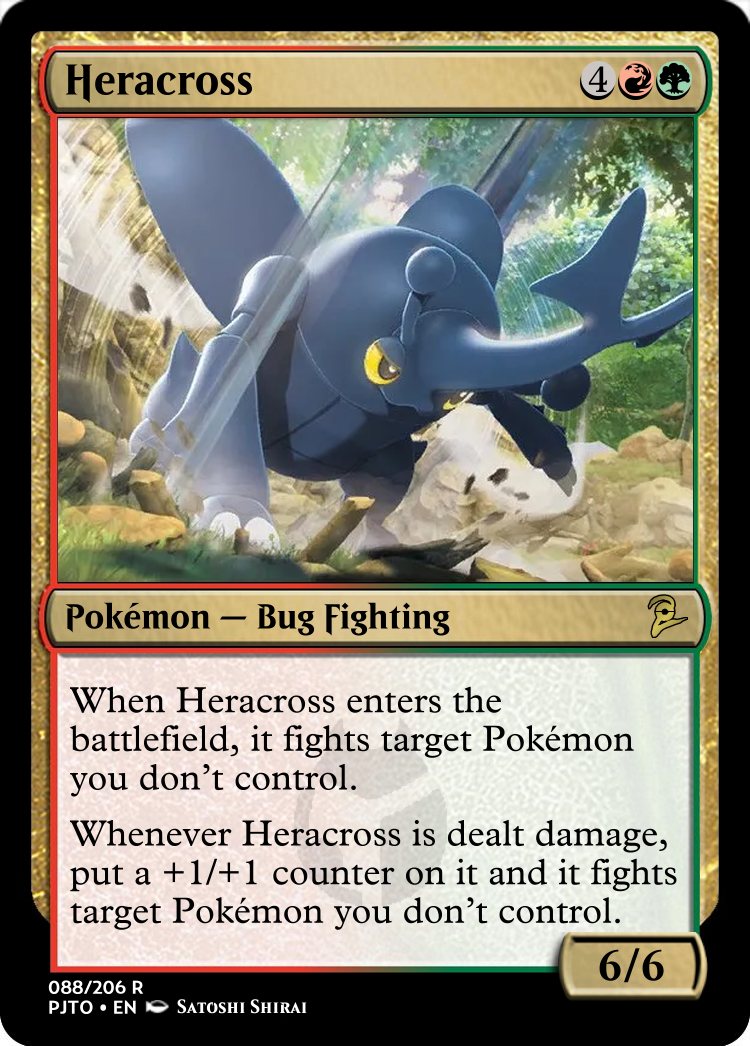 Heracross 4
Pokémon — Bug Fighting
When Heracross enters the
battlefield, it fights target Pokémon
you don't control.
Whenever Heracross is dealt damage,
put a +1/+1 counter on it and it fights
target Pokémon you don't control.
6/6
088/206 R
PJTO • EN Satoshi Shirai